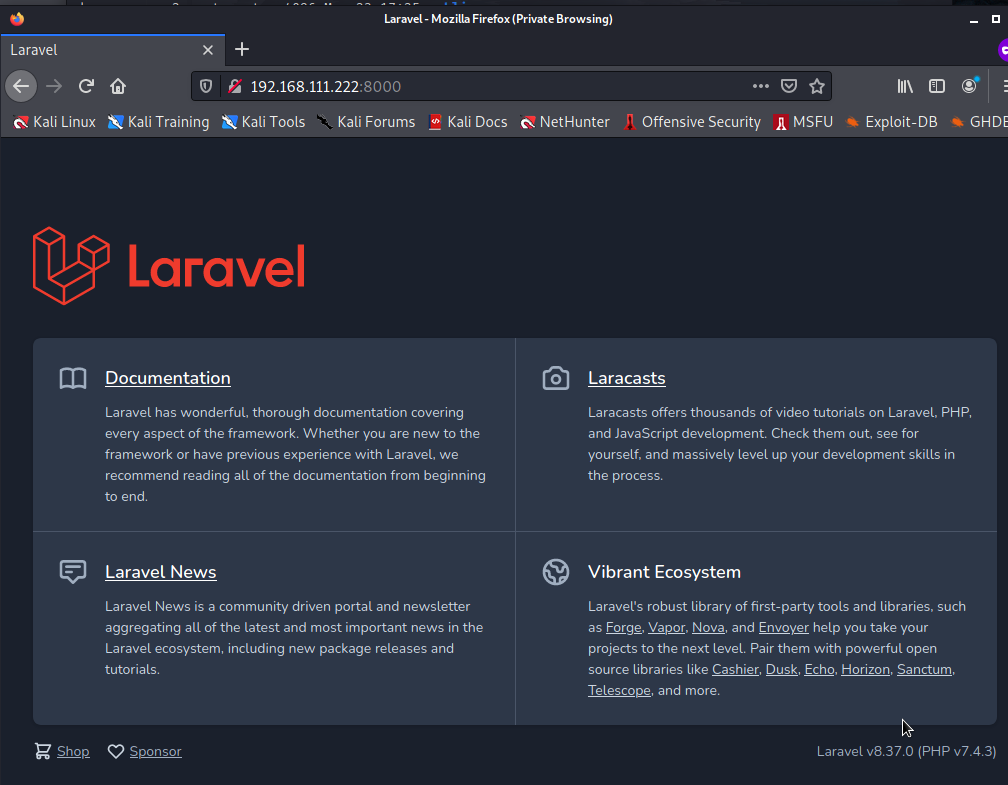 Laravel - Mozilla Firefox (Private Browsing)
Laravel
192.168.111.222:8000
Kali Linux Kali Training Kali Tools Kali Forums Kali Docs NetHunter Offensive Security MSFU Exploit-DB GHDB
Laravel
Documentation
Laravel has wonderful, thorough documentation covering
every aspect of the framework. Whether you are new to the
framework or have previous experience with Laravel, we
recommend reading all of the documentation from beginning
to end.
Laracasts
Laracasts offers thousands of video tutorials on Laravel, PHP,
and JavaScript development. Check them out, see for
yourself, and massively level up your development skills in
the process.
Laravel News
Laravel News is a community driven portal and newsletter
aggregating all of the latest and most important news in the
Laravel ecosystem, including new package releases and
tutorials.
Vibrant Ecosystem
Laravel's robust library of first-party tools and libraries, such
as Forge, Vapor, Nova, and Envoyer help you take your
projects to the next level. Pair them with powerful open
source libraries like Cashier, Dusk, Echo, Horizon, Sanctum,
Telescope, and more.
Shop Sponsor
Laravel v8.37.0 (PHP v7.4.3)